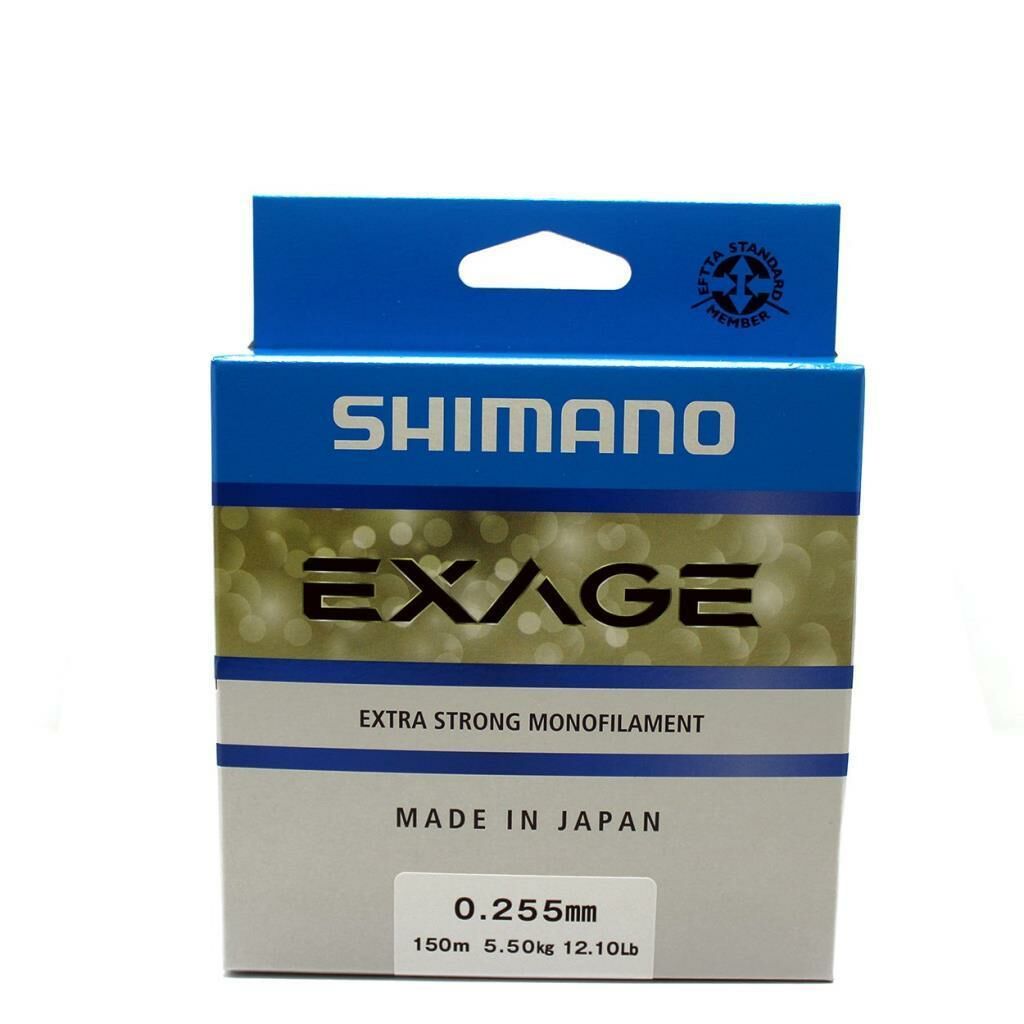 EFTTA STANDARD
MEMBER
SHIMANO
EXAGE
EXTRA STRONG MONOFILAMENT
MADE IN JAPAN
0.255mm
150m 5.50kg 12.10Lb